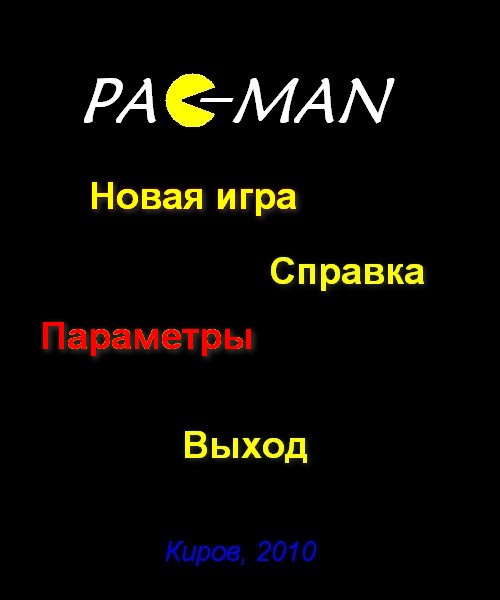 PAC-MAN
Новая игра
Справка
Параметры
Выход
Киров, 2010